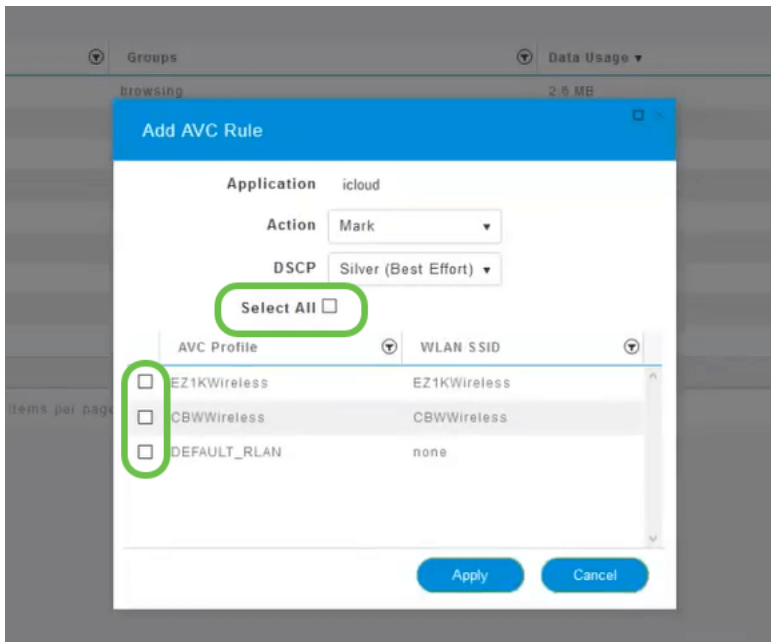 Groups Data Usage
browsing 2.6 MB
Add AVC Rule
Application icloud
Action Mark
DSCP Silver (Best Effort)
Select All
AVC Profile WLAN SSID
EZ1KWireless EZ1KWireless
items per page CBWWireless CBWWireless
DEFAULT_RLAN none
Apply Cancel